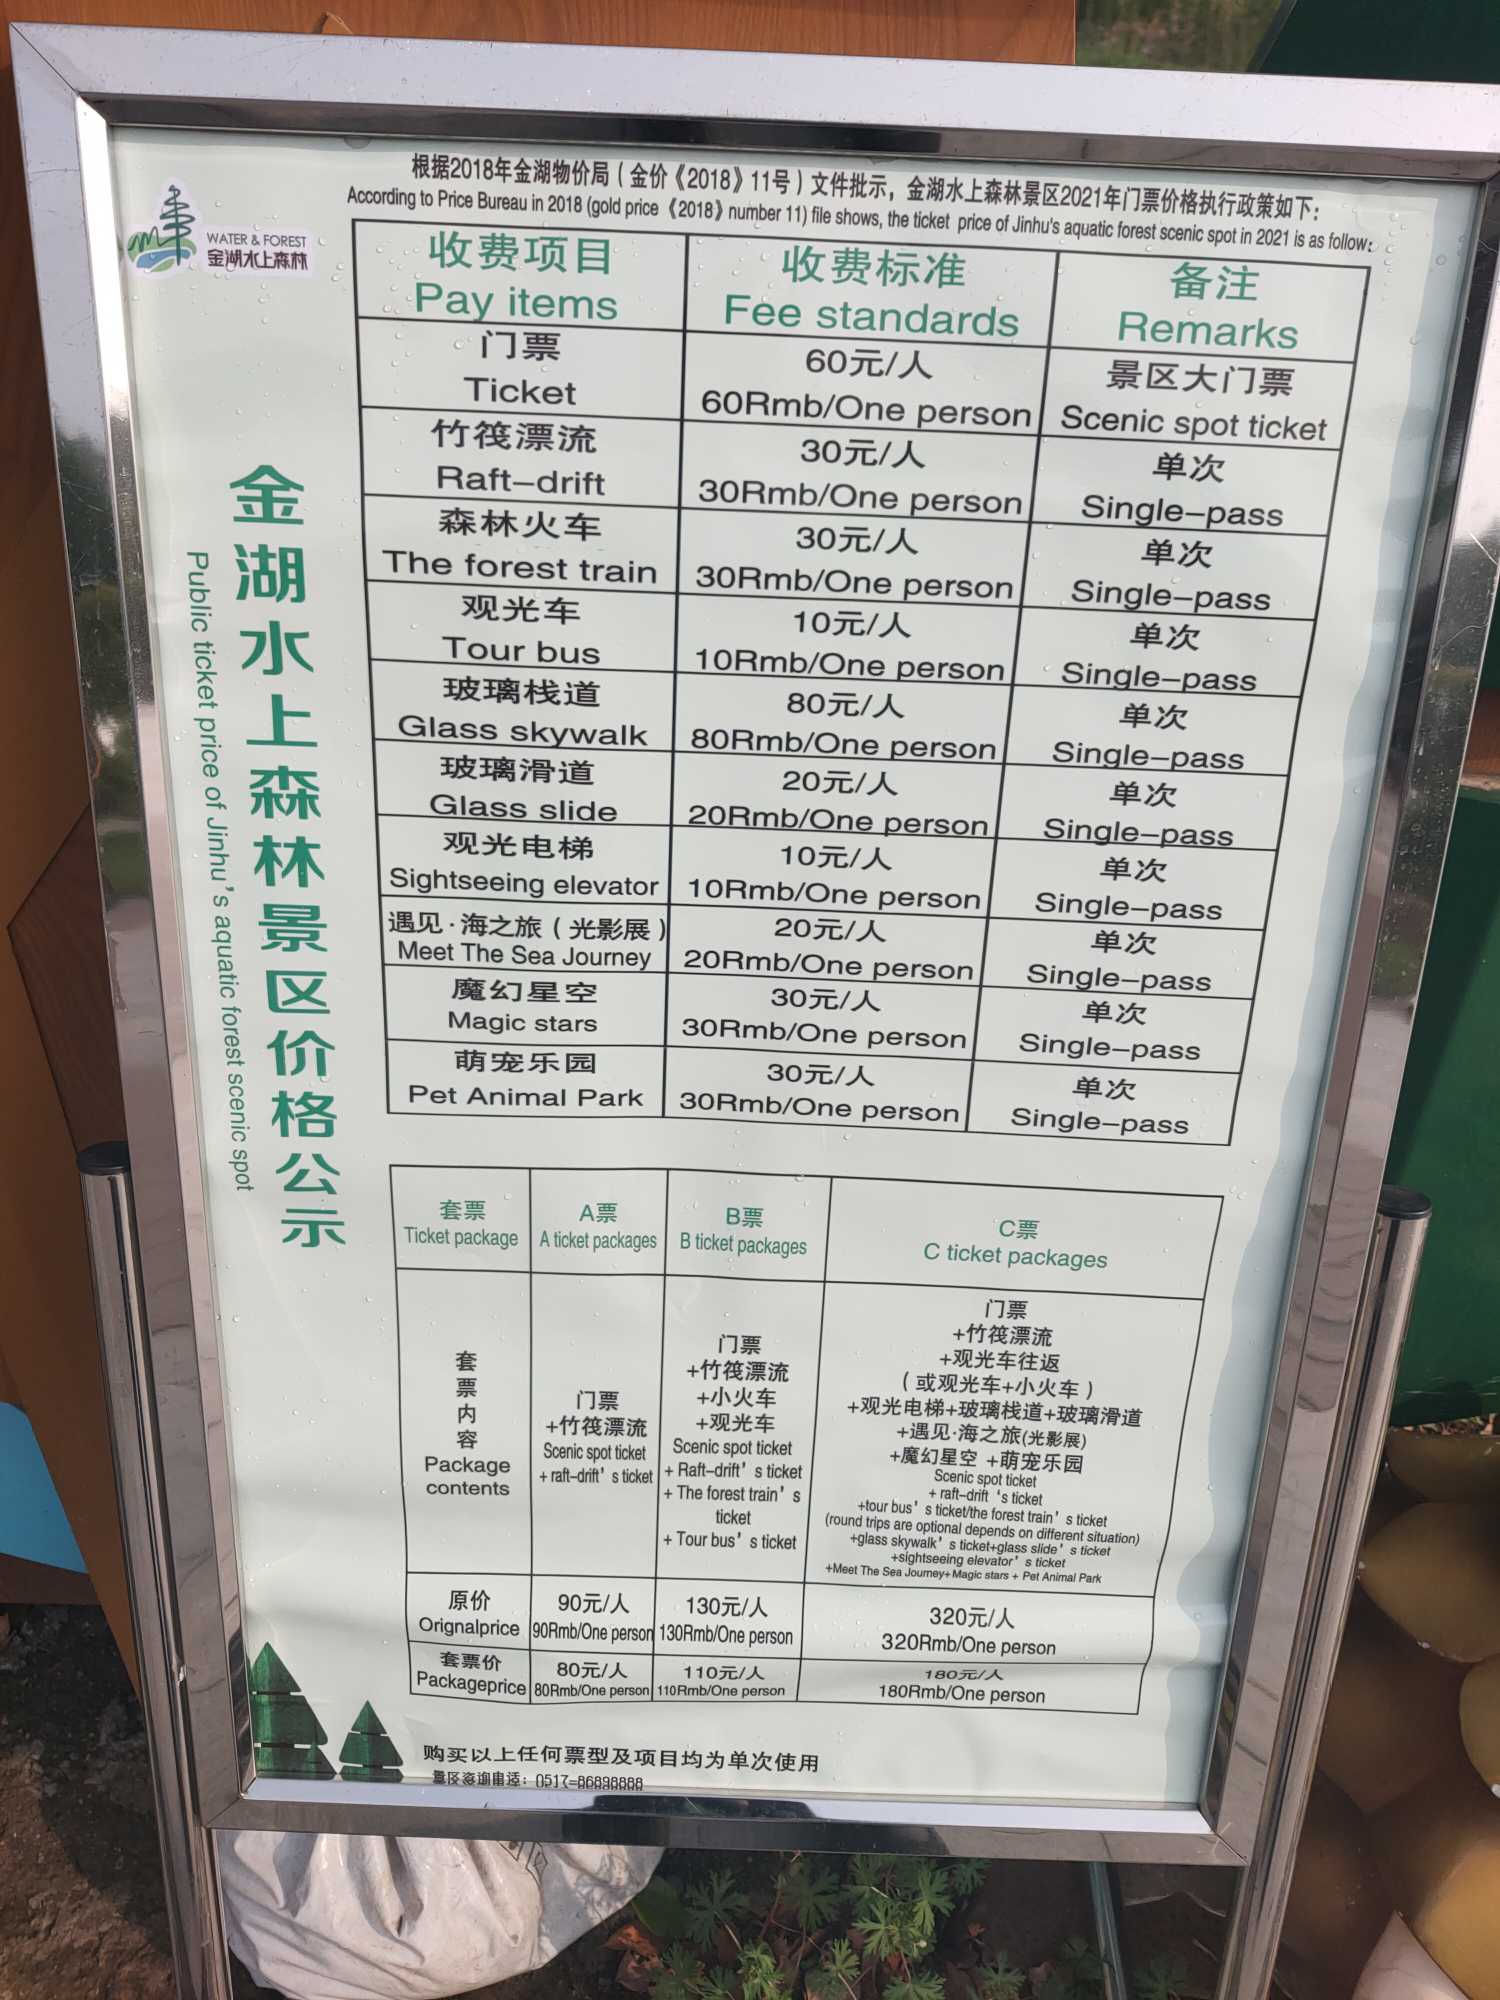 根据2018年金湖物价局（金价《2018》11号）文件批示，金湖水上森林景区2021年门票价格执行政策如下：
According to Price Bureau in 2018 (gold price《2018》number 11) file shows, the ticket price of Jinhu's aquatic forest scenic spot in 2021 is as follow:
WATER & FOREST
金湖水上森林
金湖水上森林景区价格公示
Public ticket price of Jinhu's aquatic forest scenic spot
收费项目 收费标准 备注
Pay items Fee standards Remarks
门票 60元/人 景区大门票
Ticket 60Rmb/One person Scenic spot ticket
竹筏漂流 30元/人 单次
Raft-drift 30Rmb/One person Single-pass
森林火车 30元/人 单次
The forest train 30Rmb/One person Single-pass
观光车 10元/人 单次
Tour bus 10Rmb/One person Single-pass
玻璃栈道 80元/人 单次
Glass skywalk 80Rmb/One person Single-pass
玻璃滑道 20元/人 单次
Glass slide 20Rmb/One person Single-pass
观光电梯 10元/人 单次
Sightseeing elevator 10Rmb/One person Single-pass
遇见·海之旅（光影展） 20元/人 单次
Meet The Sea Journey 20Rmb/One person Single-pass
魔幻星空 30元/人 单次
Magic stars 30Rmb/One person Single-pass
萌宠乐园 30元/人 单次
Pet Animal Park 30Rmb/One person Single-pass
套票 A票 B票 C票
Ticket package A ticket packages B ticket packages C ticket packages
套票内容
Package
contents
门票
+竹筏漂流
Scenic spot ticket
+ raft-drift's ticket
门票
+竹筏漂流
+小火车
+观光车
Scenic spot ticket
+ Raft-drift's ticket
+ The forest train's
ticket
+ Tour bus's ticket
门票
+竹筏漂流
+观光车往返
（或观光车+小火车）
+观光电梯+玻璃栈道+玻璃滑道
+遇见·海之旅(光影展)
+魔幻星空 +萌宠乐园
Scenic spot ticket
+ raft-drift 's ticket
+tour bus's ticket/the forest train's ticket
(round trips are optional depends on different situation)
+glass skywalk's ticket+glass slide's ticket
+sightseeing elevator's ticket
+Meet The Sea Journey+ Magic stars + Pet Animal Park
原价 90元/人 130元/人 320元/人
Orignalprice 90Rmb/One person 130Rmb/One person 320Rmb/One person
套票价 80元/人 110元/人 180元/人
Packageprice 80Rmb/One person 110Rmb/One person 180Rmb/One person
购买以上任何票型及项目均为单次使用
景区咨询电话：0517-86898888